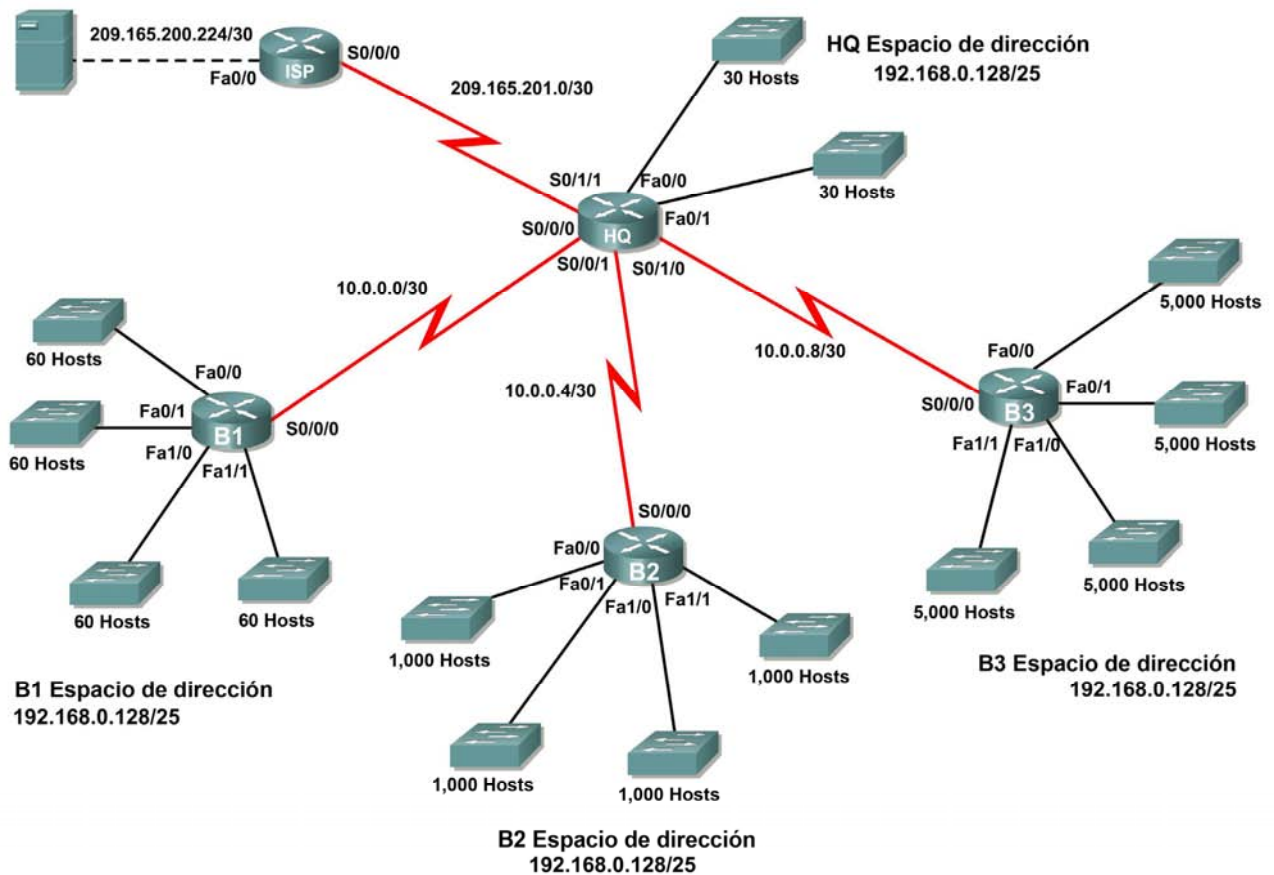 209.165.200.224/30
S0/0/0
ISP
Fa0/0
209.165.201.0/30
30 Hosts
HQ Espacio de dirección
192.168.0.128/25
30 Hosts
S0/1/1
Fa0/0
Fa0/1
S0/0/0
HQ
S0/0/1
S0/1/0
10.0.0.0/30
10.0.0.4/30
10.0.0.8/30
60 Hosts
Fa0/0
60 Hosts
Fa0/1
B1
S0/0/0
Fa1/0
Fa1/1
60 Hosts
60 Hosts
B1 Espacio de dirección
192.168.0.128/25
S0/0/0
Fa0/0
B2
Fa0/1
Fa1/0
Fa1/1
1,000 Hosts
1,000 Hosts
1,000 Hosts
1,000 Hosts
B2 Espacio de dirección
192.168.0.128/25
5,000 Hosts
Fa0/0
Fa0/1
S0/0/0
B3
5,000 Hosts
Fa1/1
Fa1/0
5,000 Hosts
5,000 Hosts
B3 Espacio de dirección
192.168.0.128/25